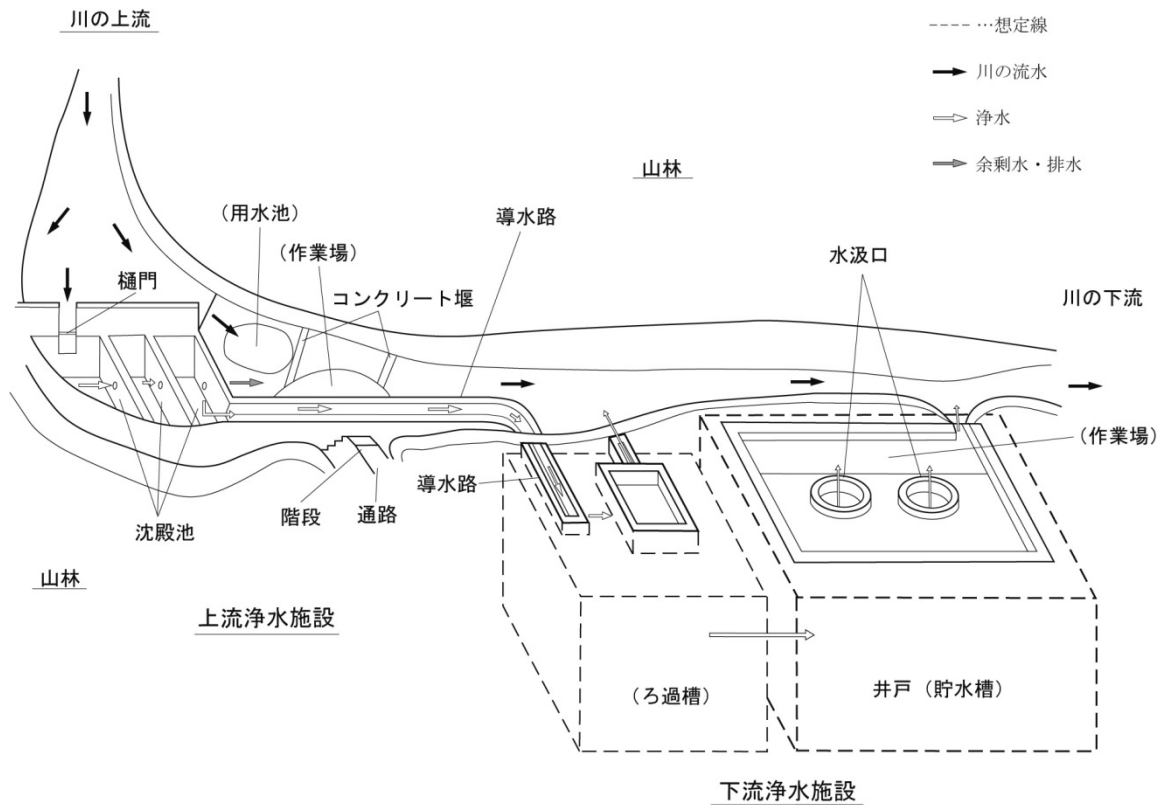 川の上流
---- …想定線
川の流水
浄水
余剰水・排水
山林
(用水池)
導水路
(作業場)
水汲口
樋門
コンクリート堰
川の下流
(作業場)
導水路
階段
通路
沈殿池
山林
上流浄水施設
(ろ過槽)
井戸(貯水槽)
下流浄水施設